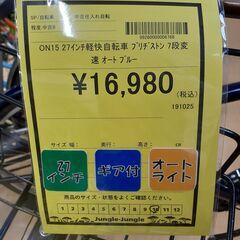 SP/自転車
09280000006168
ON15 27インチ軽快自転車 ブリヂストン 7段変
速 オート ブルー
¥16,980(税込)
191025
サイズ 幅: 奥行: 高さ: cm
27
インチ
ギア付
オート
ライト
商品の状態、サイズをよくご確認ください。
1 2 3 4 5 6 7 8 9 10 11 12
Jungle-Jungle